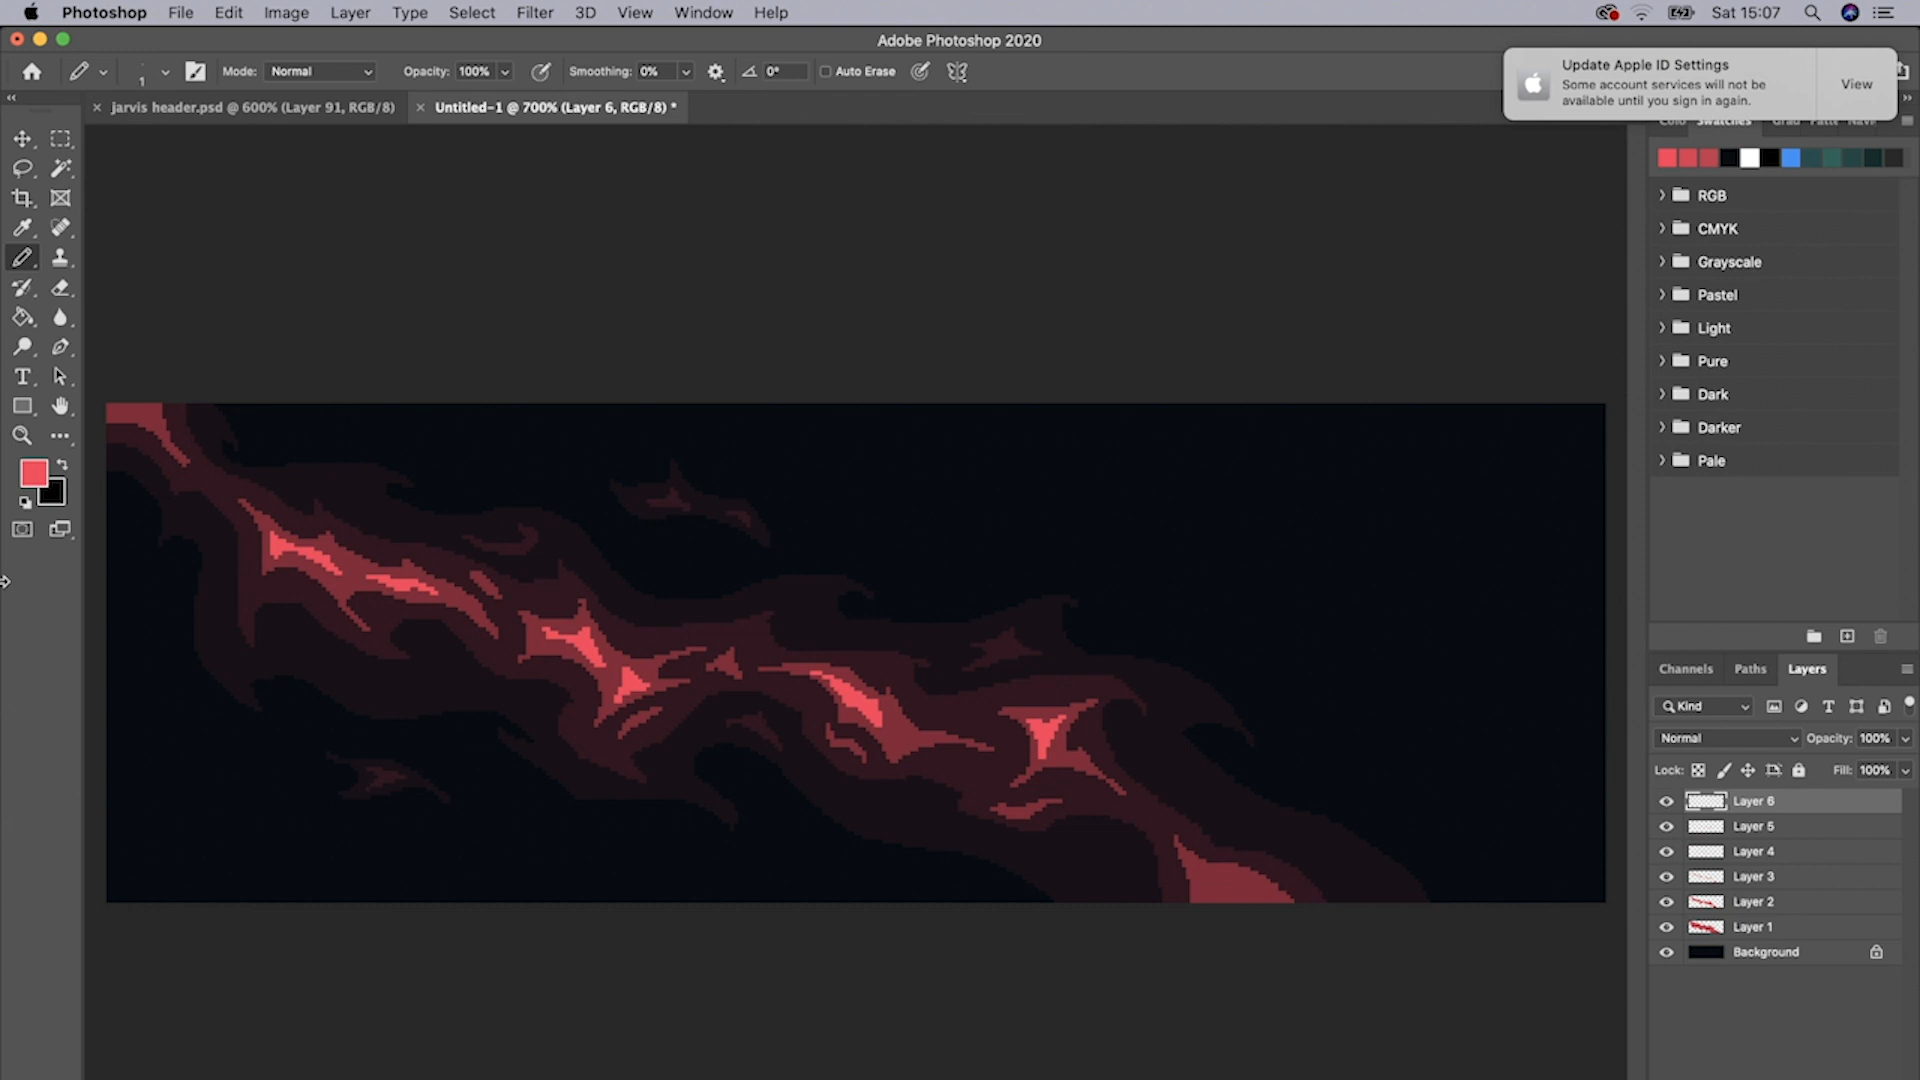 Photoshop File Edit Image Layer Type Select Filter 3D View Window Help Sat 15:07
Adobe Photoshop 2020
1 Mode: Normal Opacity: 100% Smoothing: 0% 0° Auto Erase
Update Apple ID Settings
Some account services will not be
available until you sign in again.
View
jarvis header.psd @ 600% (Layer 91, RGB/8)
Untitled-1 @ 700% (Layer 6, RGB/8) *
Swatches
RGB
CMYK
Grayscale
Pastel
Light
Pure
Dark
Darker
Pale
Channels Paths Layers
Kind
Normal Opacity: 100%
Lock: Fill: 100%
Layer 6
Layer 5
Layer 4
Layer 3
Layer 2
Layer 1
Background